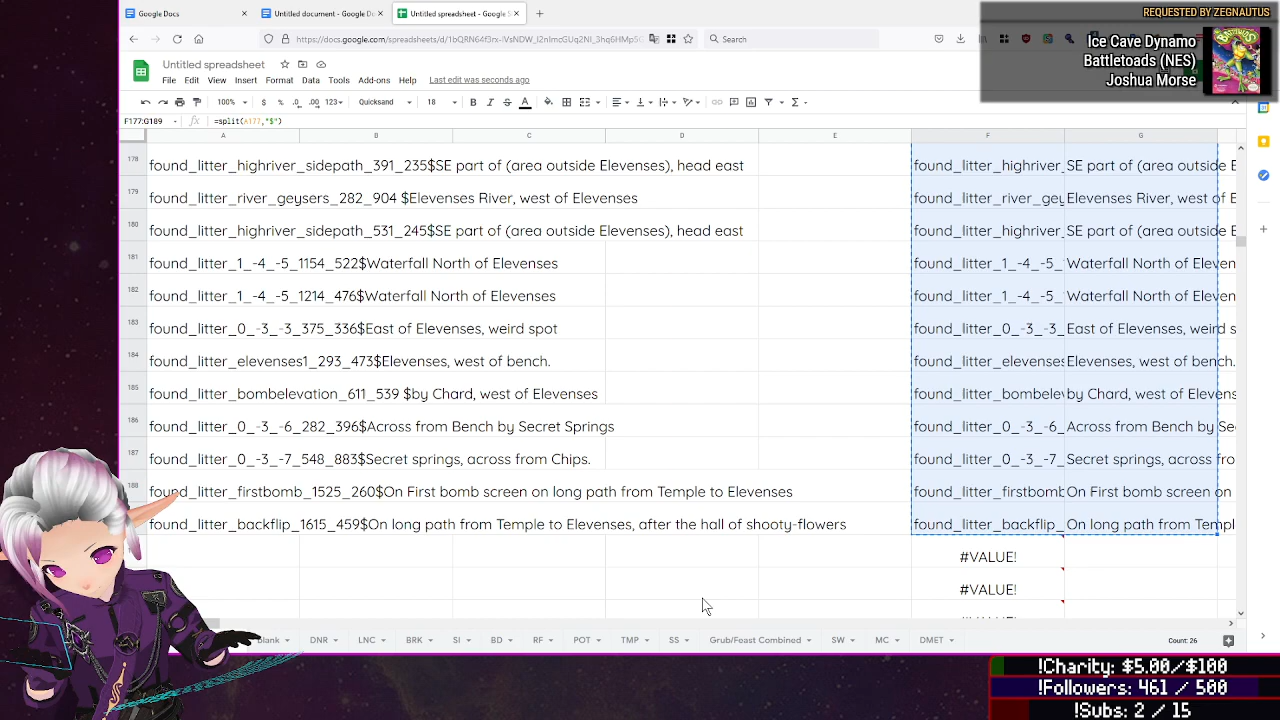 Google Docs
Untitled document - Google Do
Untitled spreadsheet - Google S
REQUESTED BY ZEGNAUTUS
Ice Cave Dynamo
Battletoads (NES)
Joshua Morse
https://docs.google.com/spreadsheets/d/
Search
Untitled spreadsheet
File Edit View Insert Format Data Tools Add-ons Help Last edit was seconds ago
100% $ % .0 .00 123 Quicksand 18 B I S A
F177:G189 fx =split(A177,"$")
A B C D E F G
178 found_litter_highriver_sidepath_391_235$SE part of (area outside Elevenses), head east found_litter_highriver_ SE part of (area outside E
179 found_litter_river_geysers_282_904 $Elevenses River, west of Elevenses found_litter_river_gey Elevenses River, west of E
180 found_litter_highriver_sidepath_531_245$SE part of (area outside Elevenses), head east found_litter_highriver_ SE part of (area outside E
181 found_litter_1_-4_-5_1154_522$Waterfall North of Elevenses found_litter_1_-4_-5_ Waterfall North of Eleven
182 found_litter_1_-4_-5_1214_476$Waterfall North of Elevenses found_litter_1_-4_-5_ Waterfall North of Eleven
183 found_litter_0_-3_-3_375_336$East of Elevenses, weird spot found_litter_0_-3_-3_ East of Elevenses, weird s
184 found_litter_elevenses1_293_473$Elevenses, west of bench. found_litter_elevenses Elevenses, west of bench.
185 found_litter_bombelevation_611_539 $by Chard, west of Elevenses found_litter_bombelev by Chard, west of Elevens
186 found_litter_0_-3_-6_282_396$Across from Bench by Secret Springs found_litter_0_-3_-6_ Across from Bench by Sec
187 found_litter_0_-3_-7_548_883$Secret springs, across from Chips. found_litter_0_-3_-7_ Secret springs, across fro
188 found_litter_firstbomb_1525_260$On First bomb screen on long path from Temple to Elevenses found_litter_firstbomb On First bomb screen on
found_litter_backflip_1615_459$On long path from Temple to Elevenses, after the hall of shooty-flowers found_litter_backflip_ On long path from Templ
#VALUE!
#VALUE!
blank DNR LNC BRK SI BD RF POT TMP SS Grub/Feast Combined SW MC DMET Count: 26
!Charity: $5.00/$100
!Followers: 461 / 500
!Subs: 2 / 15